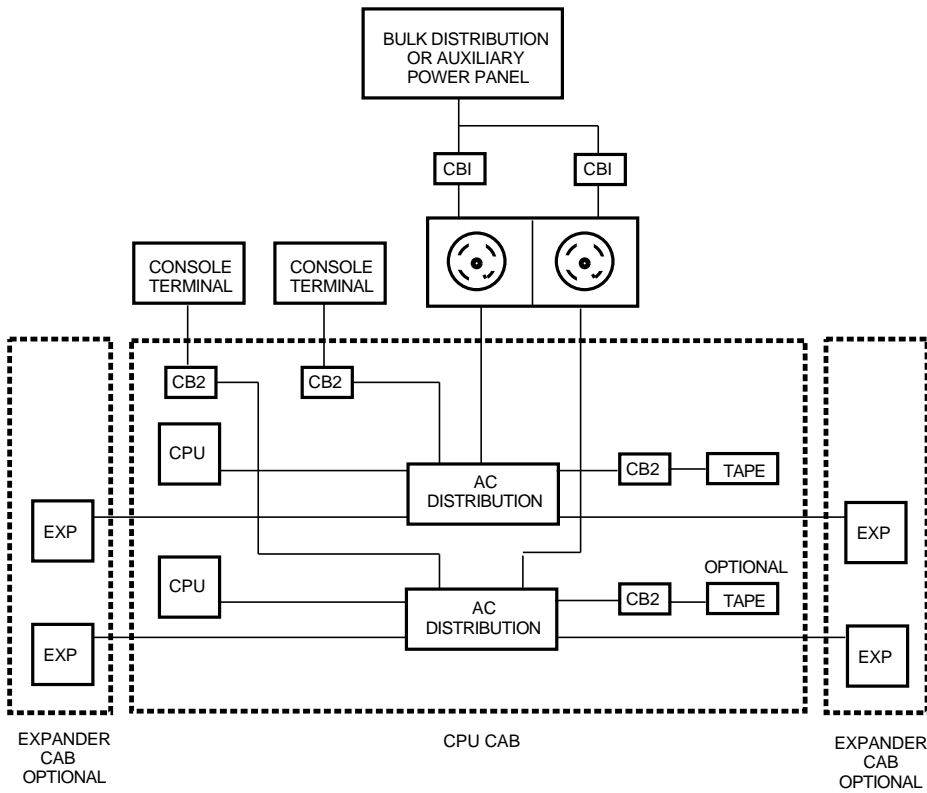 BULK DISTRIBUTION
OR AUXILIARY
POWER PANEL
CBI
CBI
CONSOLE
TERMINAL
CONSOLE
TERMINAL
CB2
CB2
CPU
AC
DISTRIBUTION
CB2
TAPE
EXP
EXP
CPU
AC
DISTRIBUTION
CB2
OPTIONAL
TAPE
EXP
EXP
EXPANDER
CAB
OPTIONAL
CPU CAB
EXPANDER
CAB
OPTIONAL